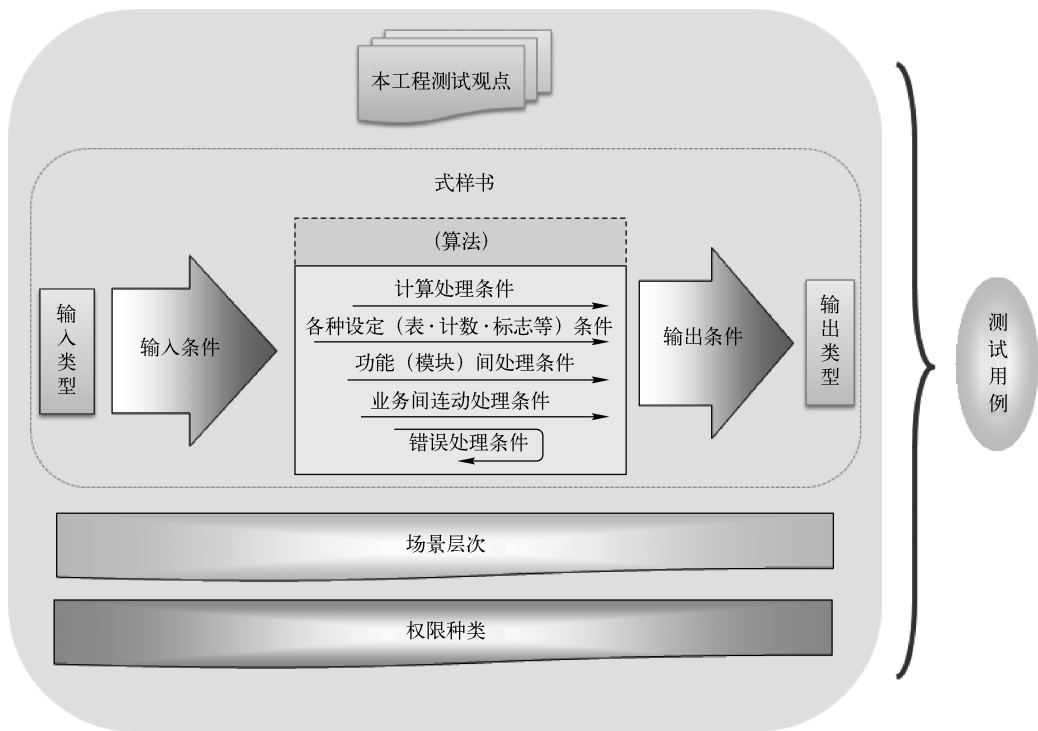 本工程测试观点
式样书
（算法）
计算处理条件
各种设定（表·计数·标志等）条件
功能（模块）间处理条件
业务间连动处理条件
错误处理条件
输入类型
输入条件
输出条件
输出类型
测试用例
场景层次
权限种类